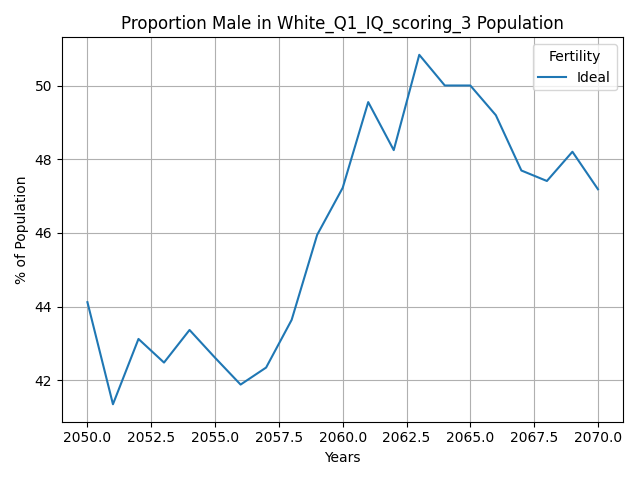 Proportion Male in White_Q1_IQ_scoring_3 Population
Fertility
Ideal
% of Population
50
48
46
44
42
2050.0 2052.5 2055.0 2057.5 2060.0 2062.5 2065.0 2067.5 2070.0
Years